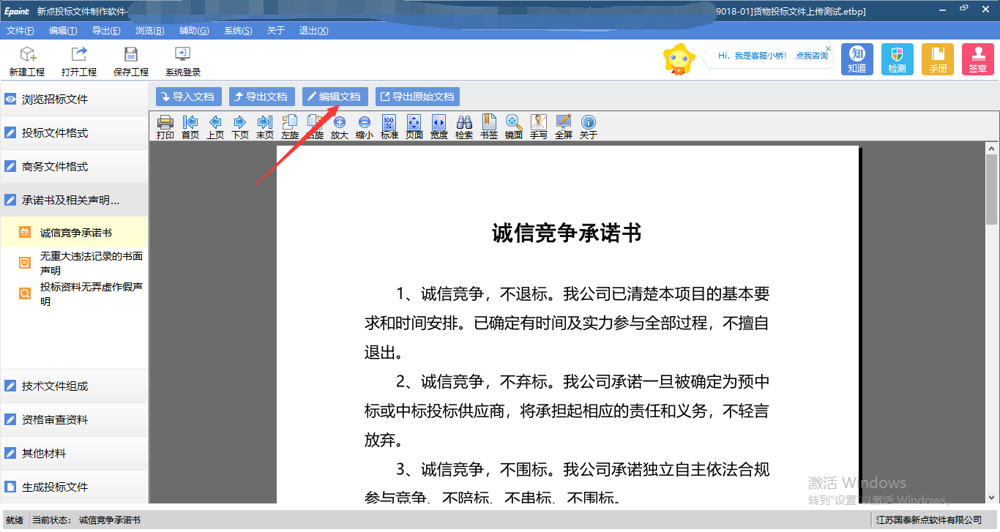 Epoint 新点投标文件制作软件- 9018-01]货物投标文件上传测试.etbp]
文件(F) 编辑(T) 导出(E) 浏览(B) 辅助(G) 系统(S) 关于 退出(X)
新建工程 打开工程 保存工程 系统登录
Hi，我是客服小桥！ 点我咨询
知 知道 检测 手册 签章
导入文档 导出文档 编辑文档 导出原始文档
打印 首页 上页 下页 末页 左旋 右旋 放大 缩小 标准 页面 宽度 检索 书签 镜面 手写 全屏 关于
100%
浏览招标文件
投标文件格式
商务文件格式
承诺书及相关声明...
诚信竞争承诺书
无重大违法记录的书面
声明
投标资料无弄虚作假声
明
技术文件组成
资格审查资料
其他材料
生成投标文件
诚信竞争承诺书
1、诚信竞争，不退标。我公司已清楚本项目的基本要
求和时间安排。已确定有时间及实力参与全部过程，不擅自
退出。
2、诚信竞争，不弃标。我公司承诺一旦被确定为预中
标或中标投标供应商，将承担起相应的责任和义务，不轻言
放弃。
3、诚信竞争，不围标。我公司承诺独立自主依法合规
参与竞争，不陪标，不串标，不围标。
激活 Windows
转到"设置"以激活 Windows。
就绪 当前状态： 诚信竞争承诺书 江苏国泰新点软件有限公司